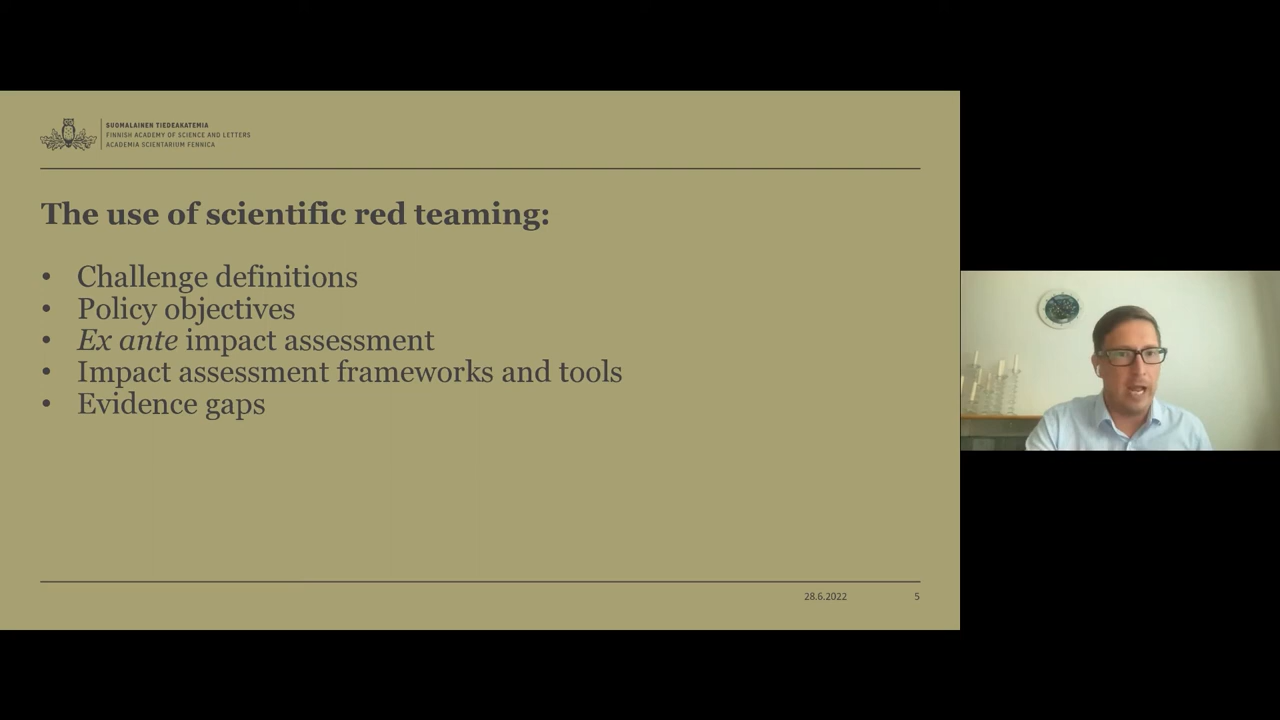 SUOMALAINEN TIEDEAKATEMIA
FINNISH ACADEMY OF SCIENCE AND LETTERS
ACADEMIA SCIENTIARUM FENNICA
The use of scientific red teaming:
• Challenge definitions
• Policy objectives
• Ex ante impact assessment
• Impact assessment frameworks and tools
• Evidence gaps
28.6.2022 5